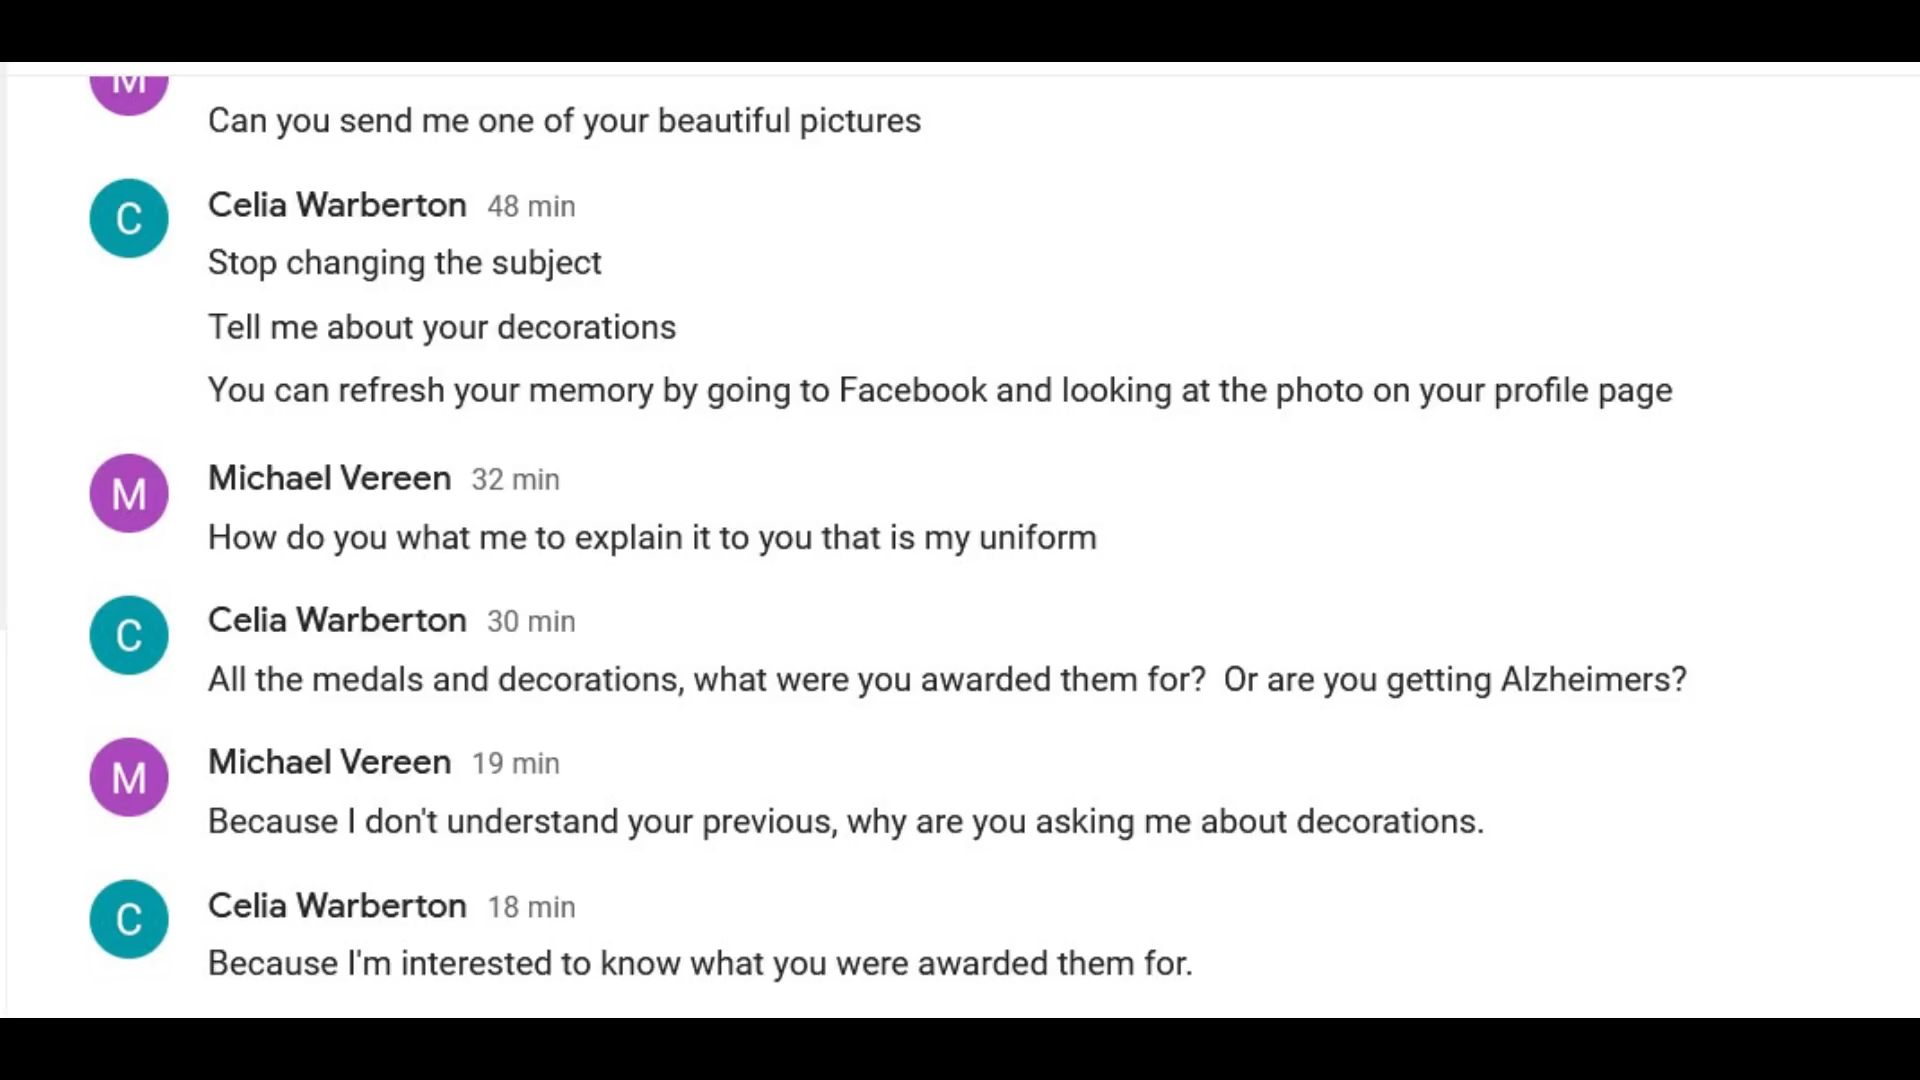 M
Can you send me one of your beautiful pictures
C
Celia Warberton 48 min
Stop changing the subject
Tell me about your decorations
You can refresh your memory by going to Facebook and looking at the photo on your profile page
M
Michael Vereen 32 min
How do you what me to explain it to you that is my uniform
C
Celia Warberton 30 min
All the medals and decorations, what were you awarded them for?  Or are you getting Alzheimers?
M
Michael Vereen 19 min
Because I don't understand your previous, why are you asking me about decorations.
C
Celia Warberton 18 min
Because I'm interested to know what you were awarded them for.